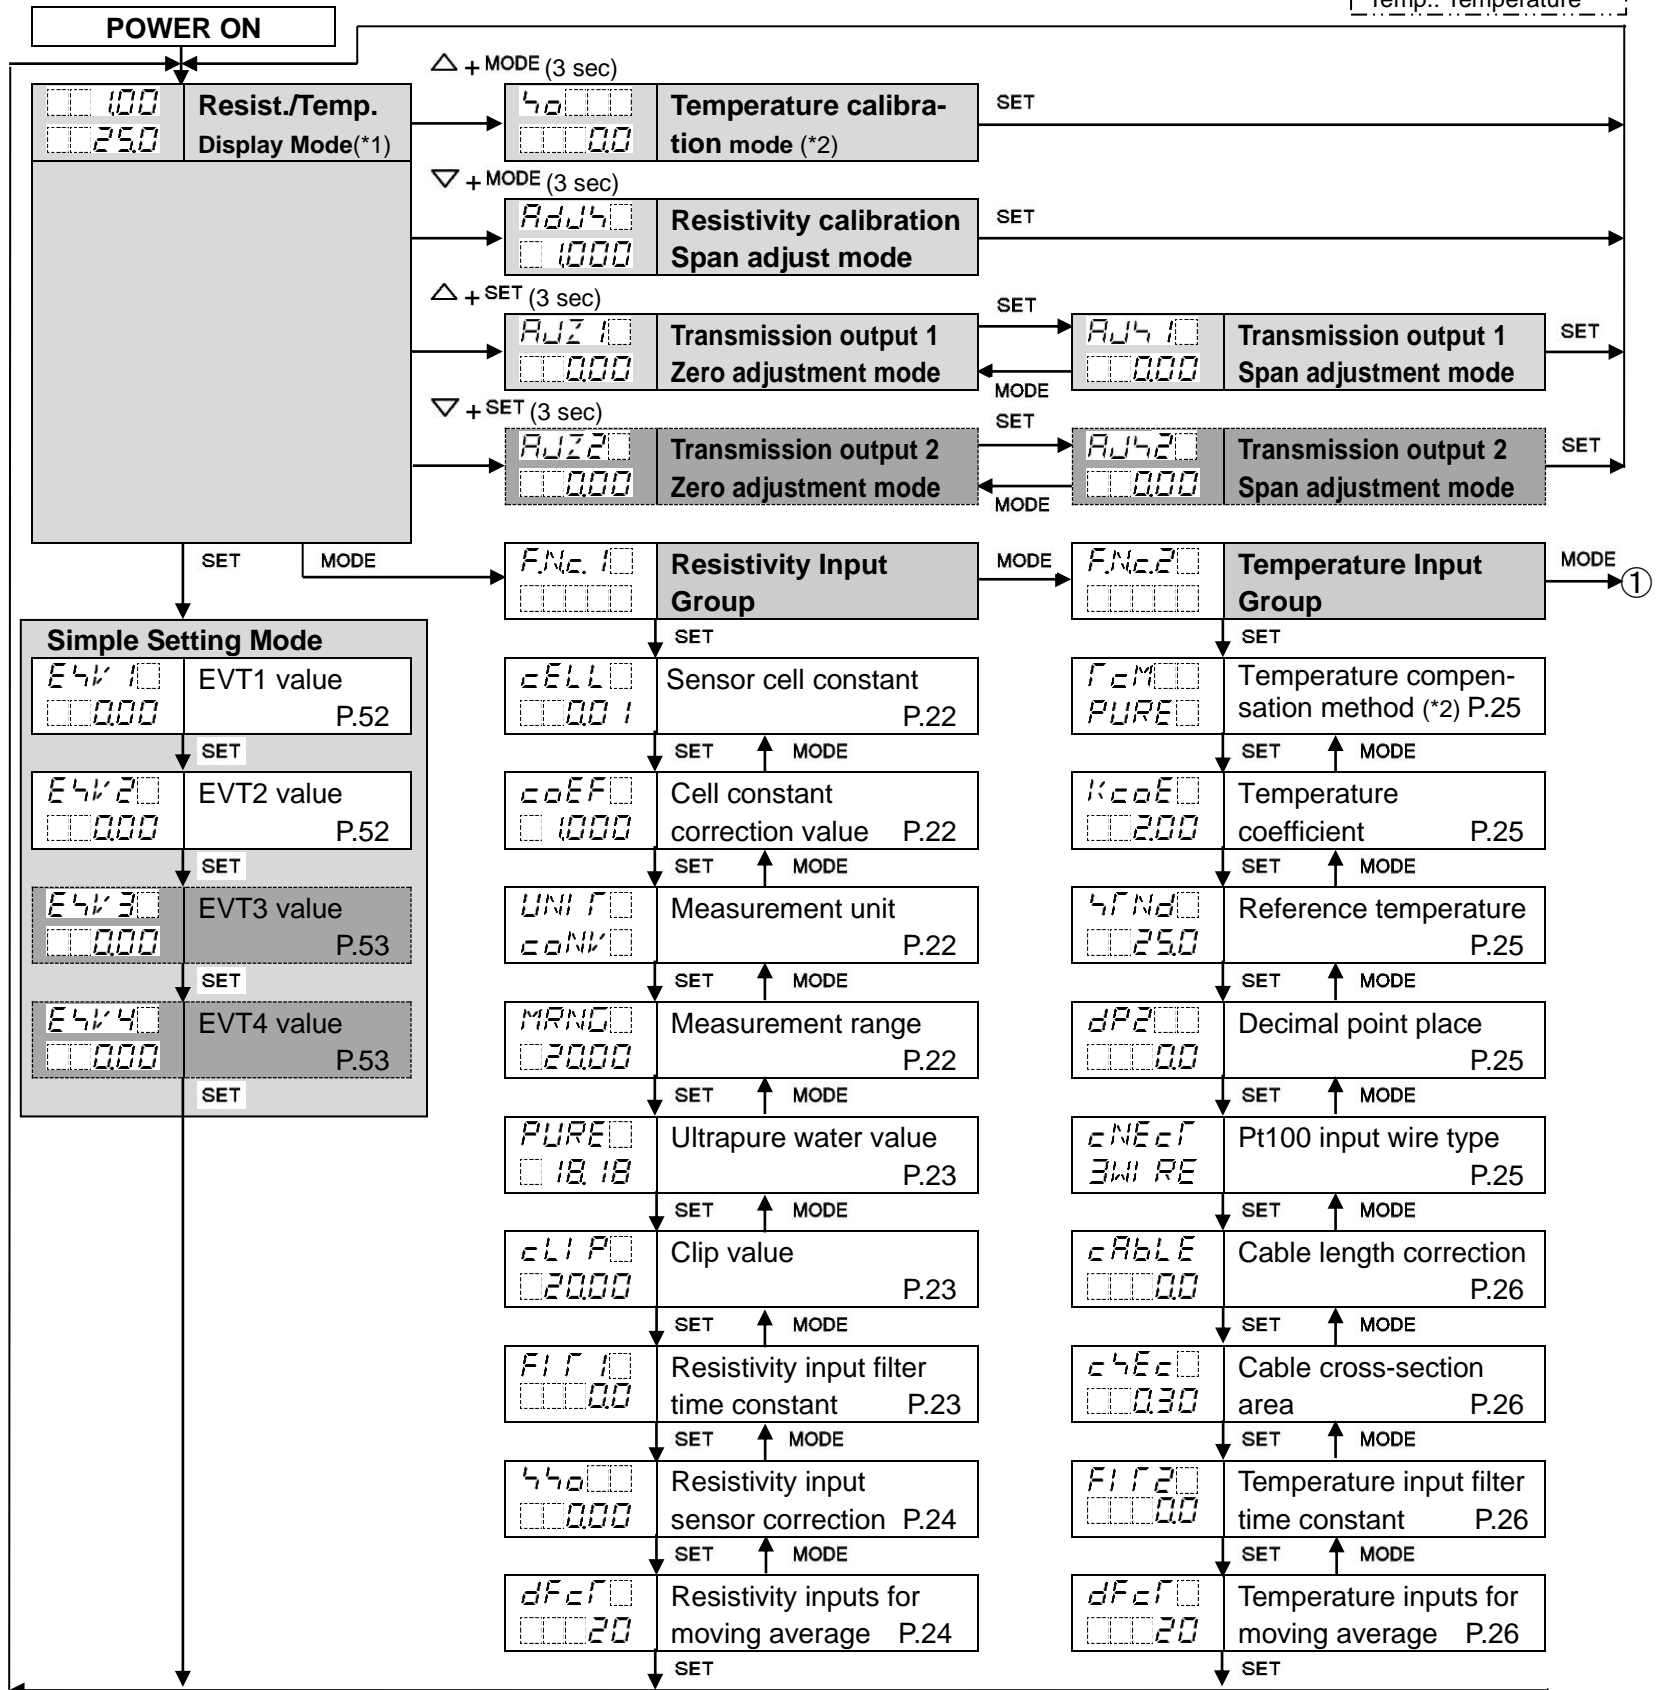 Temp.: Temperature
POWER ON
1.00
25.0
Resist./Temp.
Display Mode(*1)
△ + MODE (3 sec)
So
0.0
Temperature calibra-
tion mode (*2)
SET
▽ + MODE (3 sec)
AdJS
1.000
Resistivity calibration
Span adjust mode
SET
△ + SET (3 sec)
AJZ1
0.00
Transmission output 1
Zero adjustment mode
SET
MODE
AJS1
0.00
Transmission output 1
Span adjustment mode
SET
▽ + SET (3 sec)
AJZ2
0.00
Transmission output 2
Zero adjustment mode
SET
MODE
AJS2
0.00
Transmission output 2
Span adjustment mode
SET
SET
MODE
Simple Setting Mode
ESV1
0.00
EVT1 value
P.52
SET
ESV2
0.00
EVT2 value
P.52
SET
ESV3
0.00
EVT3 value
P.53
SET
ESV4
0.00
EVT4 value
P.53
SET
F.Nc.1
Resistivity Input
Group
MODE
SET
cELL
0.01
Sensor cell constant
P.22
SET MODE
coEF
1.000
Cell constant
correction value P.22
SET MODE
UNIT
coNV
Measurement unit
P.22
SET MODE
MRNG
20.00
Measurement range
P.22
SET MODE
PURE
18.18
Ultrapure water value
P.23
SET MODE
cLIP
20.00
Clip value
P.23
SET MODE
FIT1
0.0
Resistivity input filter
time constant P.23
SET MODE
SSo
0.00
Resistivity input
sensor correction P.24
SET MODE
dFcT
20
Resistivity inputs for
moving average P.24
SET
F.Nc.2
Temperature Input
Group
MODE
①
SET
TcM
PURE
Temperature compen-
sation method (*2) P.25
SET MODE
KcoE
2.00
Temperature
coefficient P.25
SET MODE
STNd
25.0
Reference temperature
P.25
SET MODE
dP2
0.0
Decimal point place
P.25
SET MODE
cNEcT
3WIRE
Pt100 input wire type
P.25
SET MODE
cAbLE
0.0
Cable length correction
P.26
SET MODE
cSEc
0.30
Cable cross-section
area P.26
SET MODE
FIT2
0.0
Temperature input filter
time constant P.26
SET MODE
dFcT
20
Temperature inputs for
moving average P.26
SET